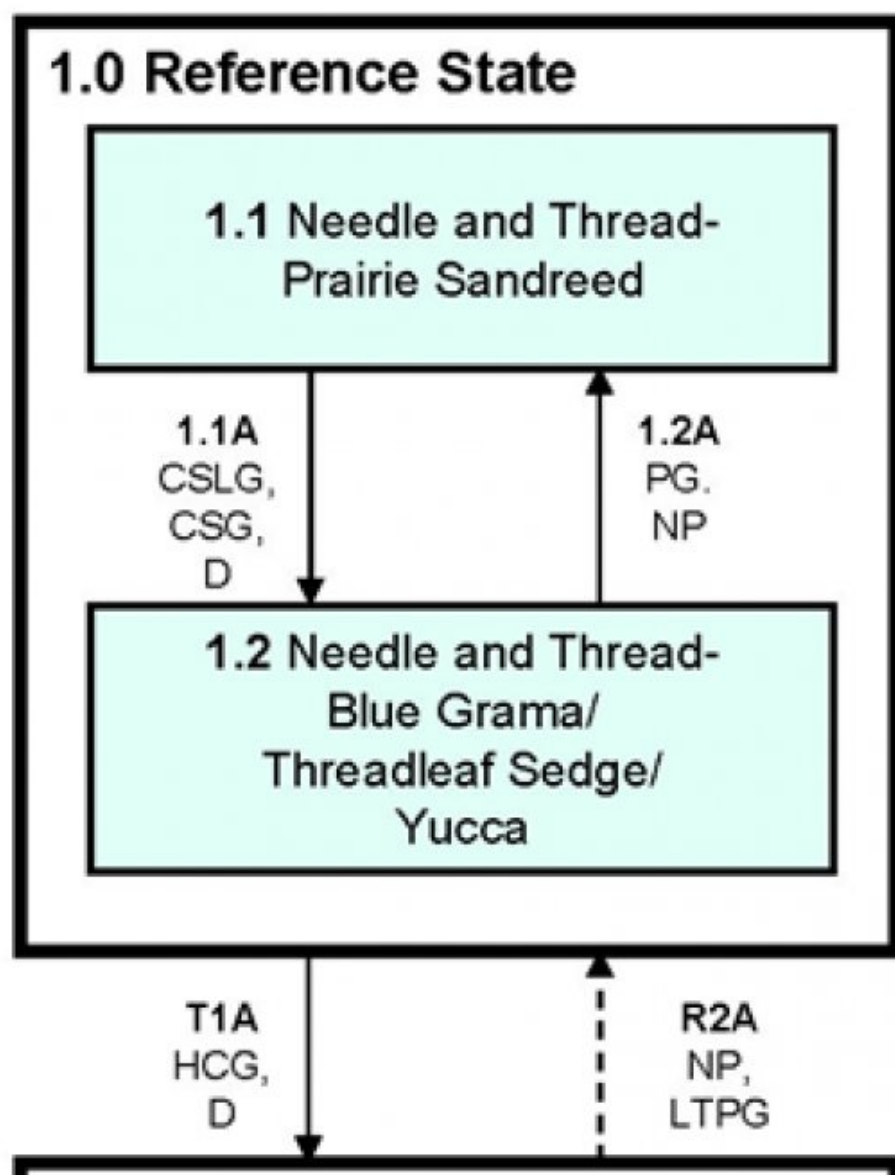 1.0 Reference State
1.1 Needle and Thread-
Prairie Sandreed
1.1A
CSLG,
CSG,
D
1.2A
PG.
NP
1.2 Needle and Thread-
Blue Grama/
Threadleaf Sedge/
Yucca
T1A
HCG,
D
R2A
NP,
LTPG